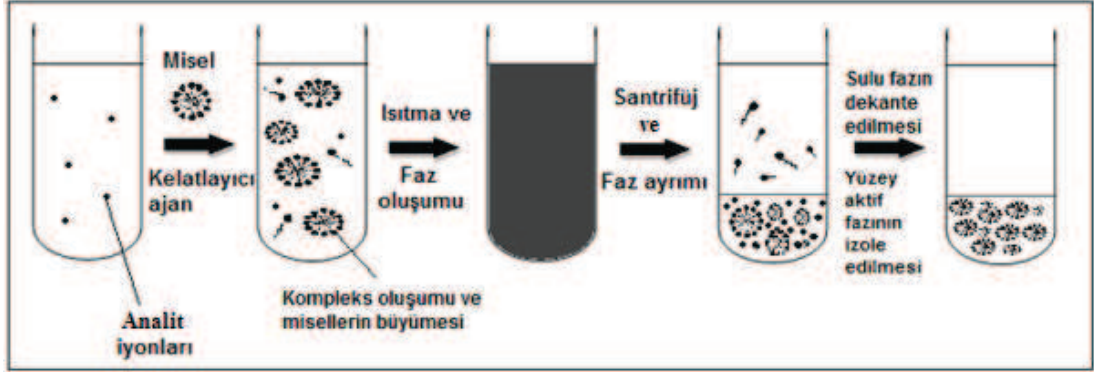 Misel
Kelatlayıcı
ajan
Analit
iyonları
Kompleks oluşumu ve
misellerin büyümesi
Isıtma ve
Faz
oluşumu
Santrifüj
ve
Faz ayrımı
Sulu fazın
dekante
edilmesi
Yüzey
aktif
fazının
izole
edilmesi